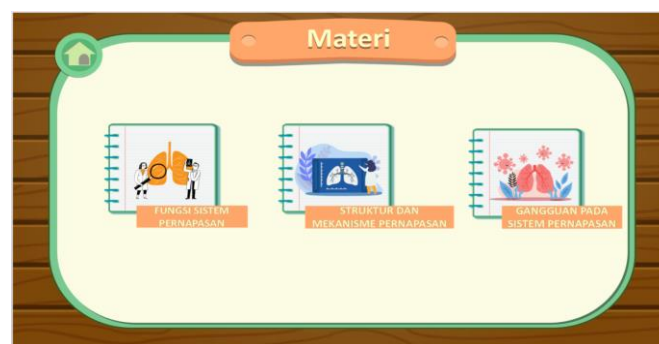 Materi
FUNGSI SISTEM
PERNAPASAN
STRUKTUR DAN
MEKANISME PERNAPASAN
GANGGUAN PADA
SISTEM PERNAPASAN